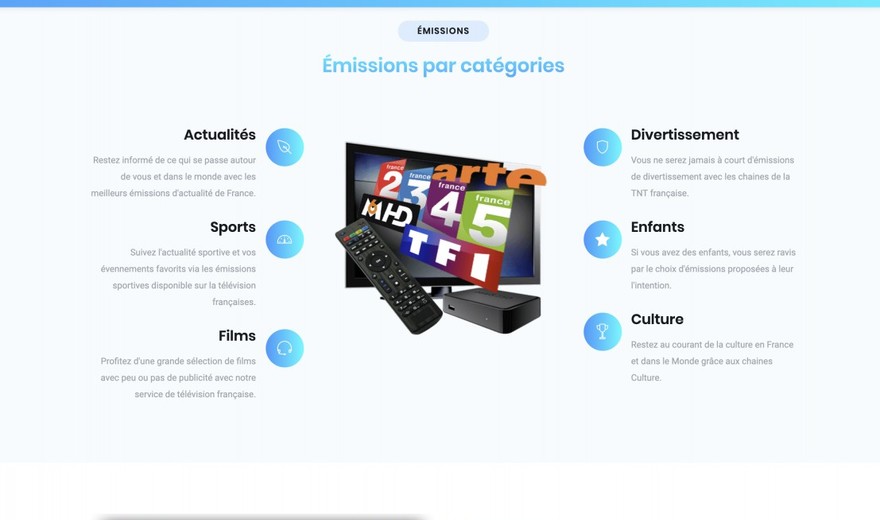 ÉMISSIONS
Émissions par catégories
Actualités
Restez informé de ce qui se passe autour
de vous et dans le monde avec les
meilleurs émissions d'actualité de France.
Sports
Suivez l'actualité sportive et vos
évennements favorits via les émissions
sportives disponible sur la télévision
françaises.
Films
Profitez d'une grande sélection de films
avec peu ou pas de publicité avec notre
service de télévision française.
arte
france
2
france
3
france
4
france
5
M6HD
TF1
Divertissement
Vous ne serez jamais à court d'émissions
de divertissement avec les chaines de la
TNT française.
Enfants
Si vous avez des enfants, vous serez ravis
par le choix d'émissions proposées à leur
l'intention.
Culture
Restez au courant de la culture en France
et dans le Monde grâce aux chaines
Culture.